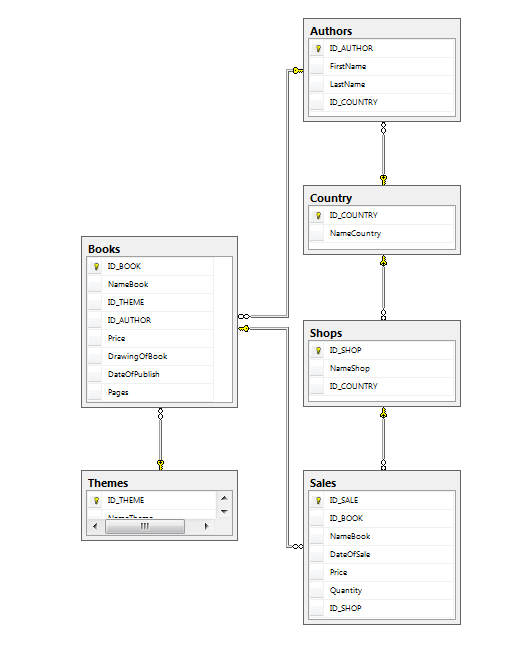 Authors
ID_AUTHOR
FirstName
LastName
ID_COUNTRY
Country
ID_COUNTRY
NameCountry
Books
ID_BOOK
NameBook
ID_THEME
ID_AUTHOR
Price
DrawingOfBook
DateOfPublish
Pages
Shops
ID_SHOP
NameShop
ID_COUNTRY
Themes
ID_THEME
NameTheme
Sales
ID_SALE
ID_BOOK
NameBook
DateOfSale
Price
Quantity
ID_SHOP